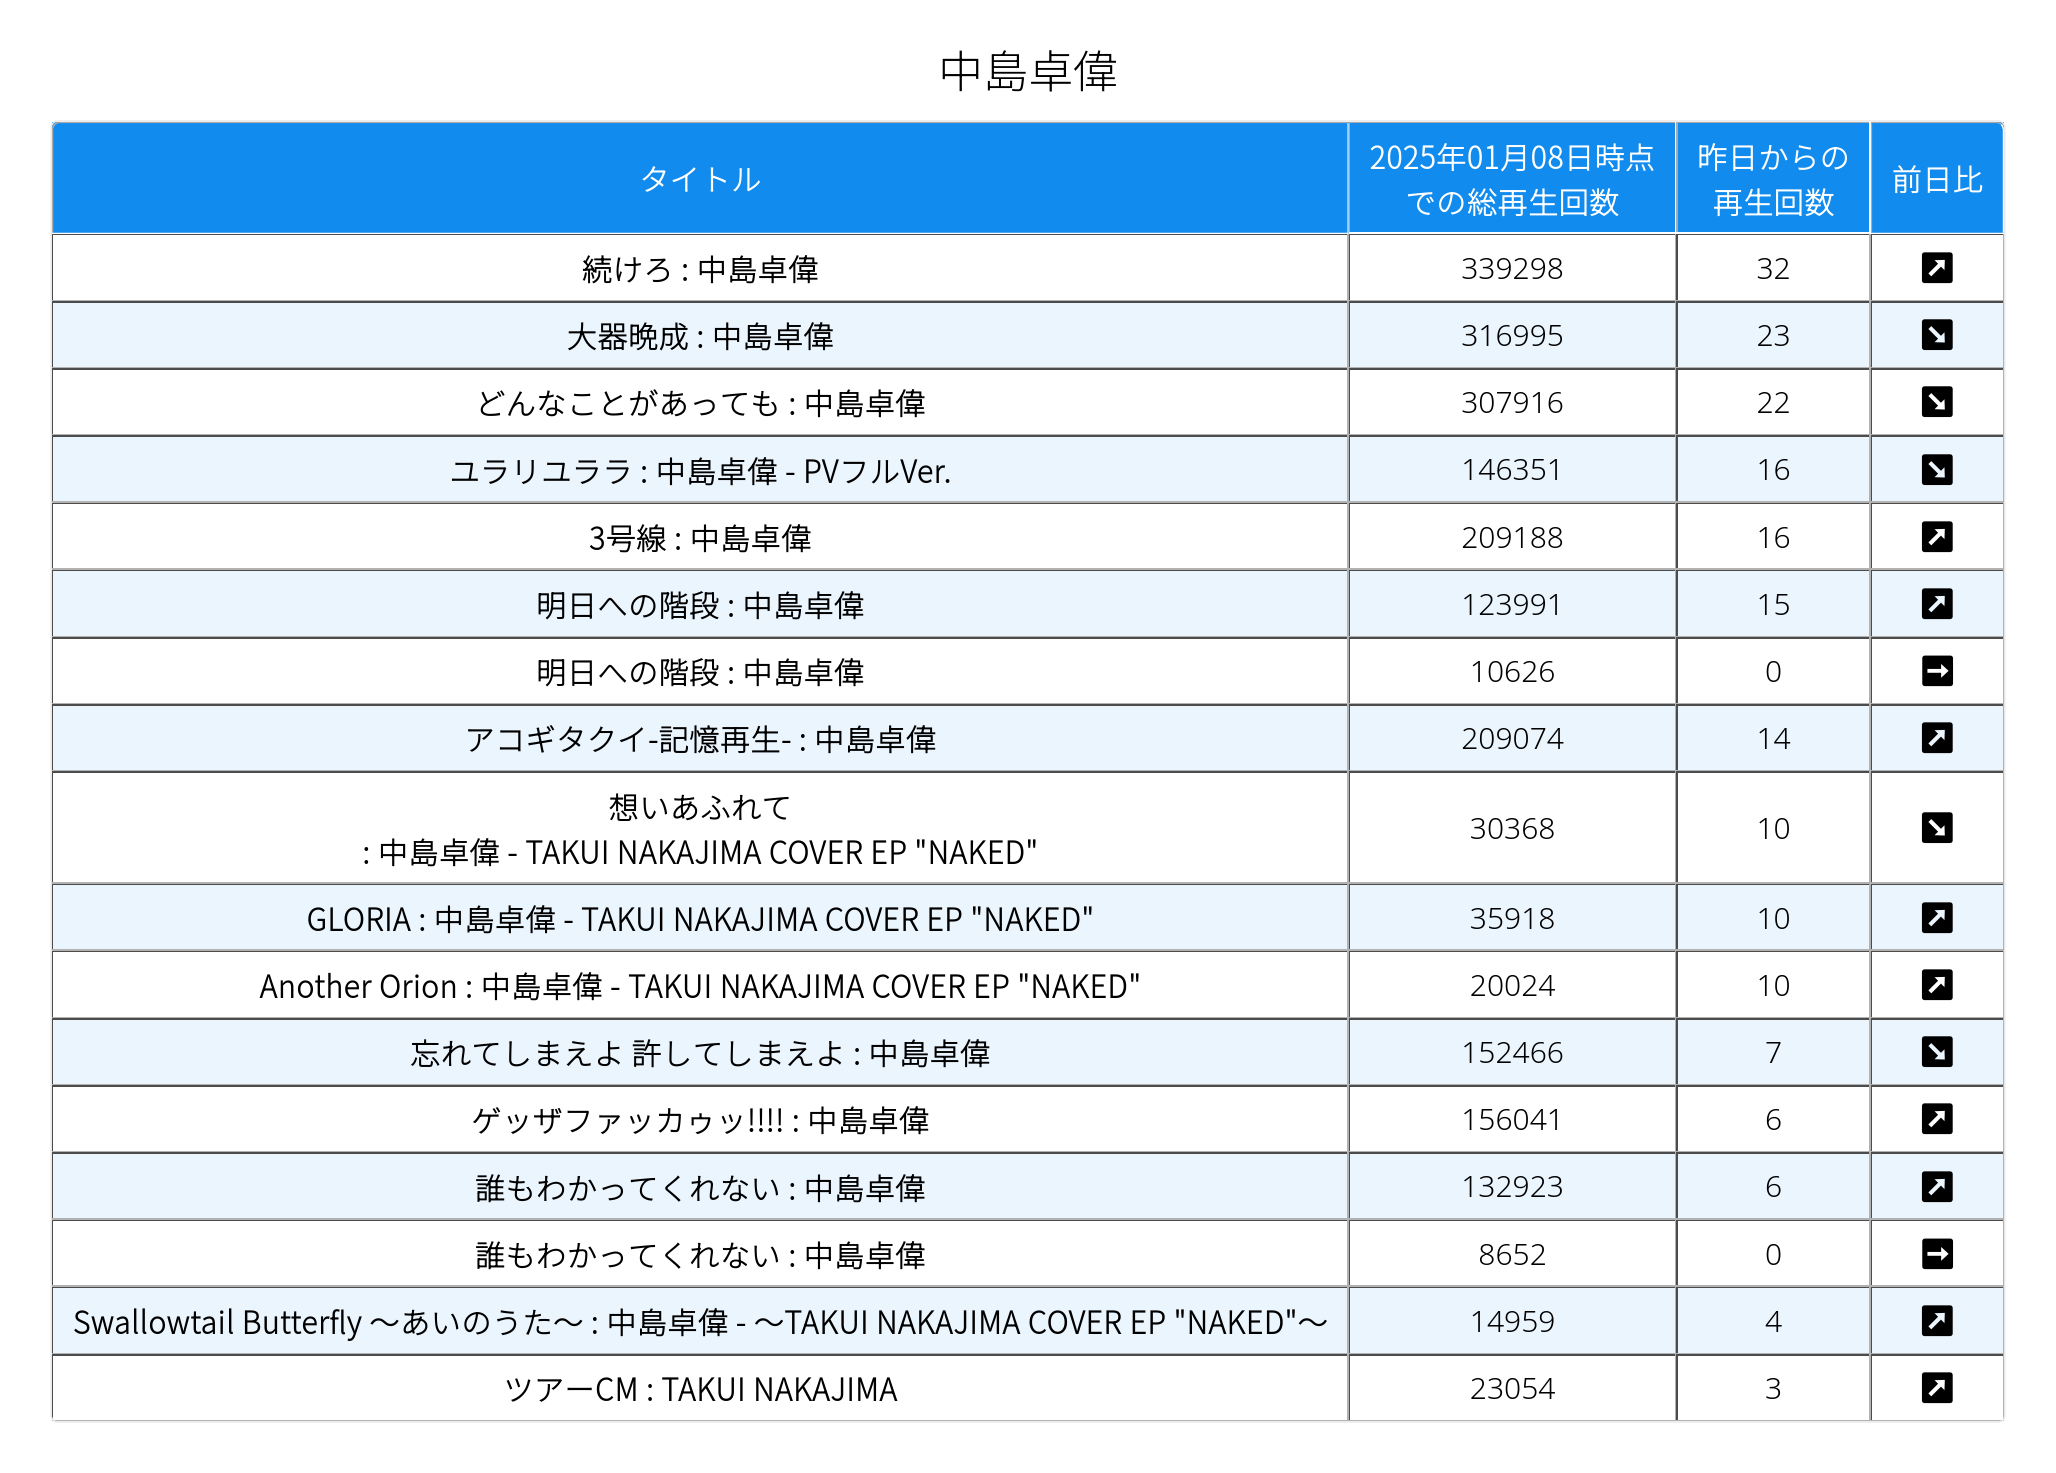 中島卓偉
タイトル 2025年01月08日時点での総再生回数 昨日からの再生回数 前日比
続けろ : 中島卓偉 339298 32 ↗
大器晩成 : 中島卓偉 316995 23 ↘
どんなことがあっても : 中島卓偉 307916 22 ↘
ユラリユララ : 中島卓偉 - PVフルVer. 146351 16 ↘
3号線 : 中島卓偉 209188 16 ↗
明日への階段 : 中島卓偉 123991 15 ↗
明日への階段 : 中島卓偉 10626 0 →
アコギタクイ-記憶再生- : 中島卓偉 209074 14 ↗
想いあふれて
: 中島卓偉 - TAKUI NAKAJIMA COVER EP "NAKED" 30368 10 ↘
GLORIA : 中島卓偉 - TAKUI NAKAJIMA COVER EP "NAKED" 35918 10 ↗
Another Orion : 中島卓偉 - TAKUI NAKAJIMA COVER EP "NAKED" 20024 10 ↗
忘れてしまえよ 許してしまえよ : 中島卓偉 152466 7 ↘
ゲッザファッカゥッ!!!! : 中島卓偉 156041 6 ↗
誰もわかってくれない : 中島卓偉 132923 6 ↗
誰もわかってくれない : 中島卓偉 8652 0 →
Swallowtail Butterfly 〜あいのうた〜 : 中島卓偉 - 〜TAKUI NAKAJIMA COVER EP "NAKED"〜 14959 4 ↗
ツアーCM : TAKUI NAKAJIMA 23054 3 ↗